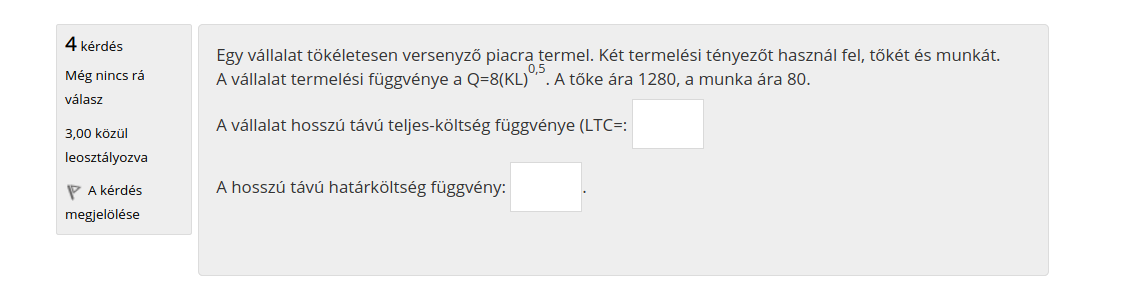 4 kérdés
Még nincs rá
válasz
3,00 közül
leosztályozva
A kérdés
megjelölése
Egy vállalat tökéletesen versenyző piacra termel. Két termelési tényezőt használ fel, tőkét és munkát.
A vállalat termelési függvénye a Q=8(KL)^0,5. A tőke ára 1280, a munka ára 80.
A vállalat hosszú távú teljes-költség függvénye (LTC=:
A hosszú távú határköltség függvény: .